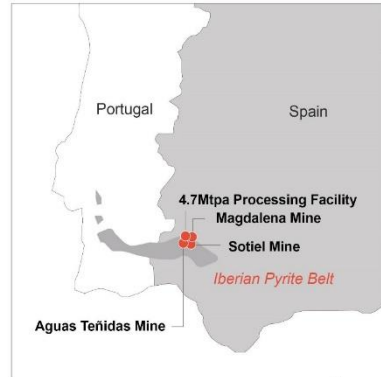 Portugal
Spain
4.7Mtpa Processing Facility
Magdalena Mine
Sotiel Mine
Iberian Pyrite Belt
Aguas Teñidas Mine